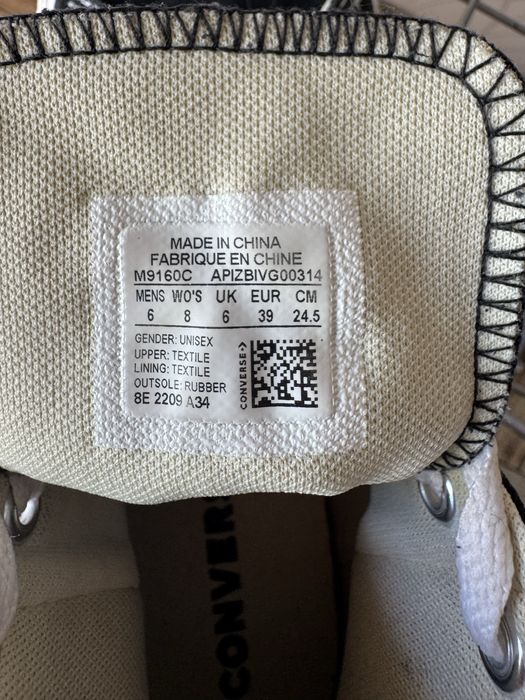 MADE IN CHINA
FABRIQUE EN CHINE
M9160C APIZBIVG00314
MENS WO'S UK EUR CM
6 8 6 39 24.5
GENDER: UNISEX
UPPER: TEXTILE
LINING: TEXTILE
OUTSOLE: RUBBER
8E 2209 A34
CONVERSE
CONVERS